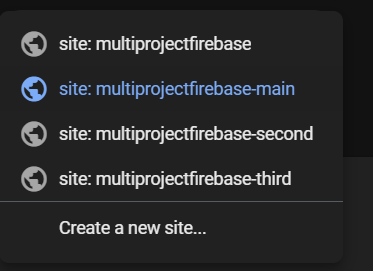 site: multiprojectfirebase
site: multiprojectfirebase-main
site: multiprojectfirebase-second
site: multiprojectfirebase-third
Create a new site...